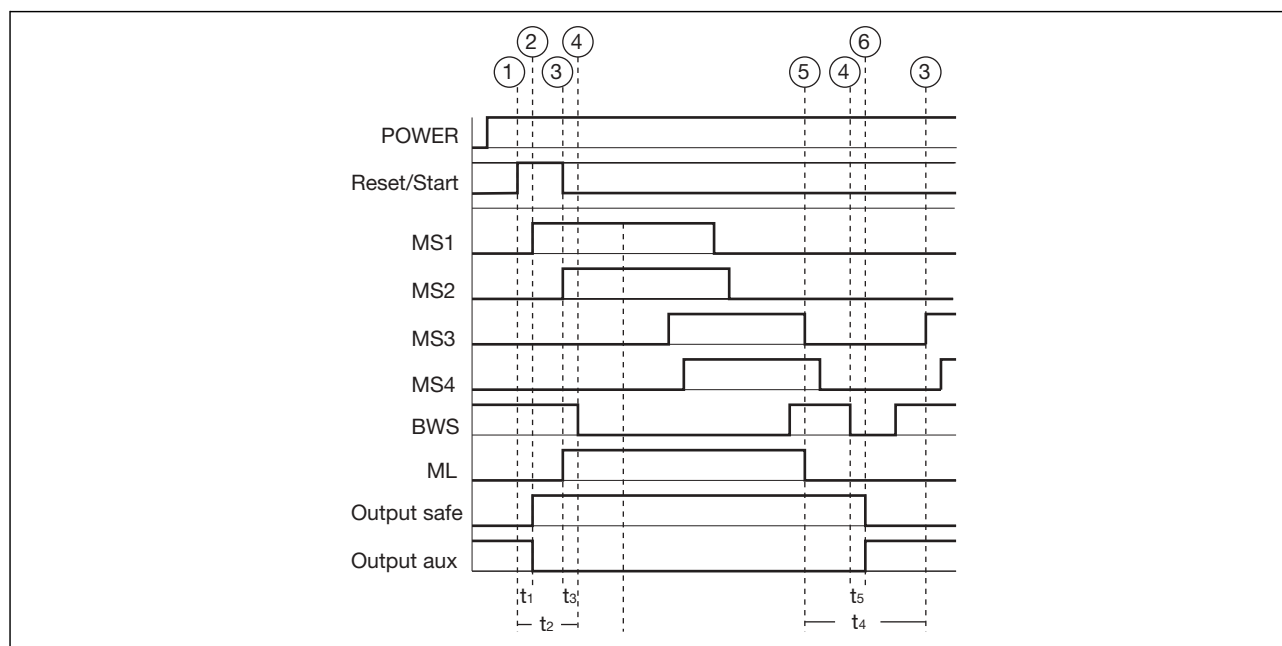 ② ④ ⑥
① ③ ⑤ ④ ③
POWER
Reset/Start
MS1
MS2
MS3
MS4
BWS
ML
Output safe
Output aux
t1 t3 t5
t2 t4